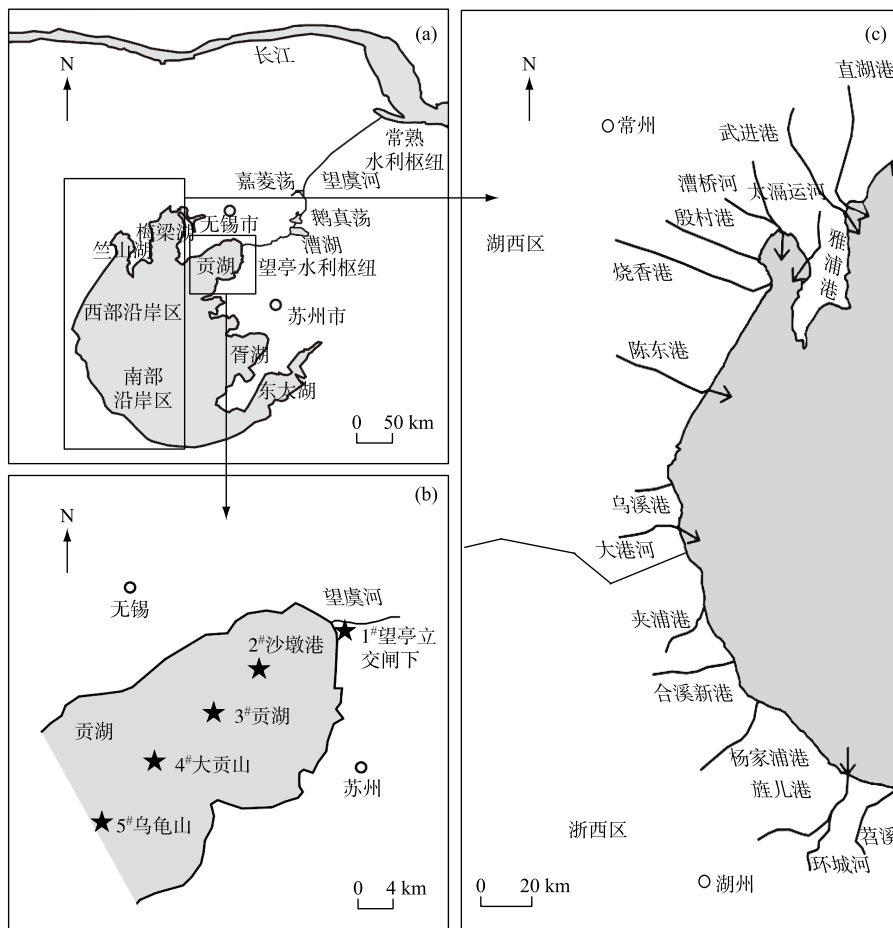 (a)
长江
N
常熟
水利枢纽
嘉菱荡
望虞河
鹅真荡
漕湖
无锡市
梅梁湖
竺山湖
贡湖
望亭水利枢纽
西部沿岸区
苏州市
胥湖
南部
沿岸区
东太湖
0 50 km
(b)
N
无锡
望虞河
1#望亭立
交闸下
2#沙墩港
3#贡湖
贡湖
4#大贡山
苏州
5#乌龟山
0 4 km
(c)
N
直湖港
常州
武进港
漕桥河
太滆运河
殷村港
雅浦港
湖西区
烧香港
陈东港
乌溪港
大港河
夹浦港
合溪新港
杨家浦港
旄儿港
浙西区
苕溪
环城河
湖州
0 20 km